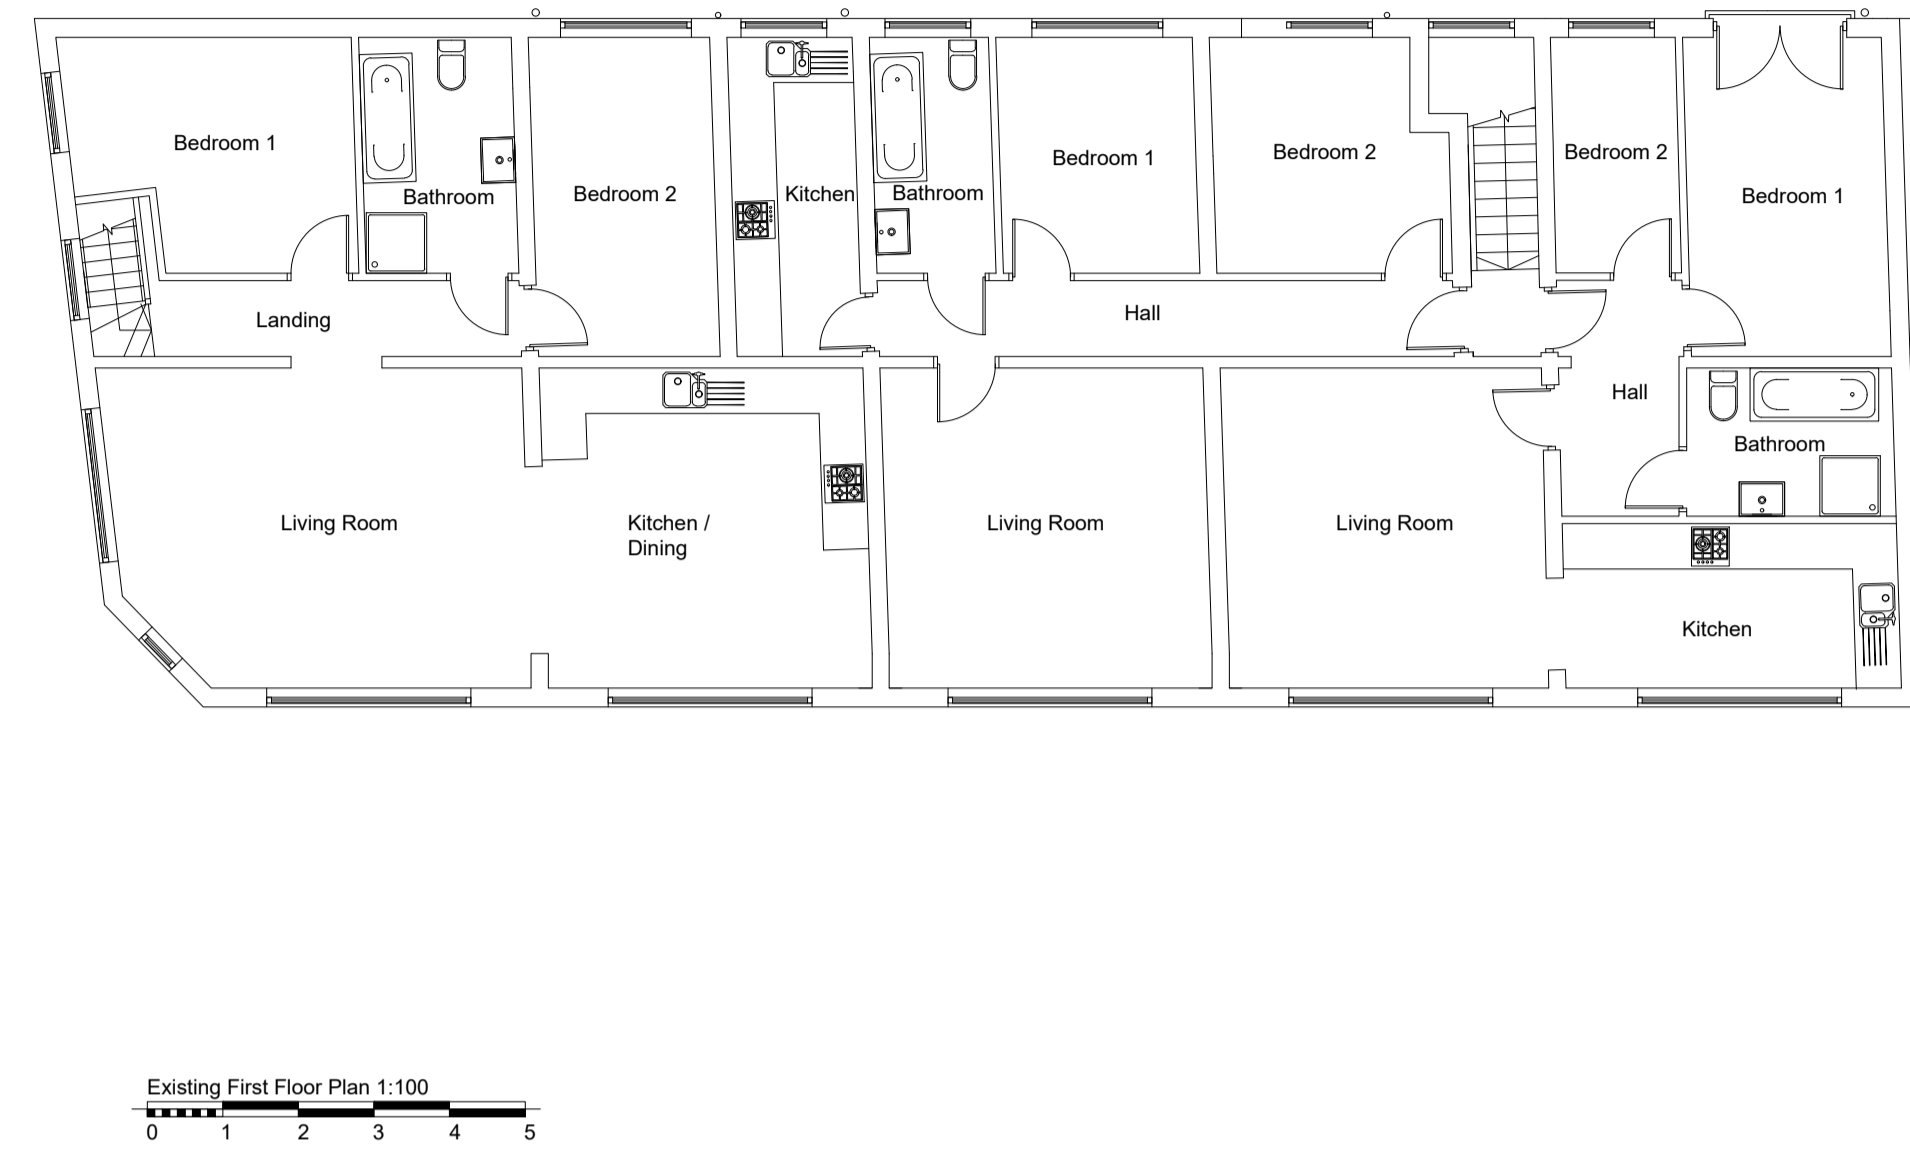 Bedroom 1
Bathroom
Bedroom 2
Kitchen
Bathroom
Bedroom 1
Bedroom 2
Bedroom 2
Bedroom 1
Landing
Hall
Hall
Bathroom
Living Room
Kitchen /
Dining
Living Room
Living Room
Kitchen
Existing First Floor Plan 1:100
0 1 2 3 4 5